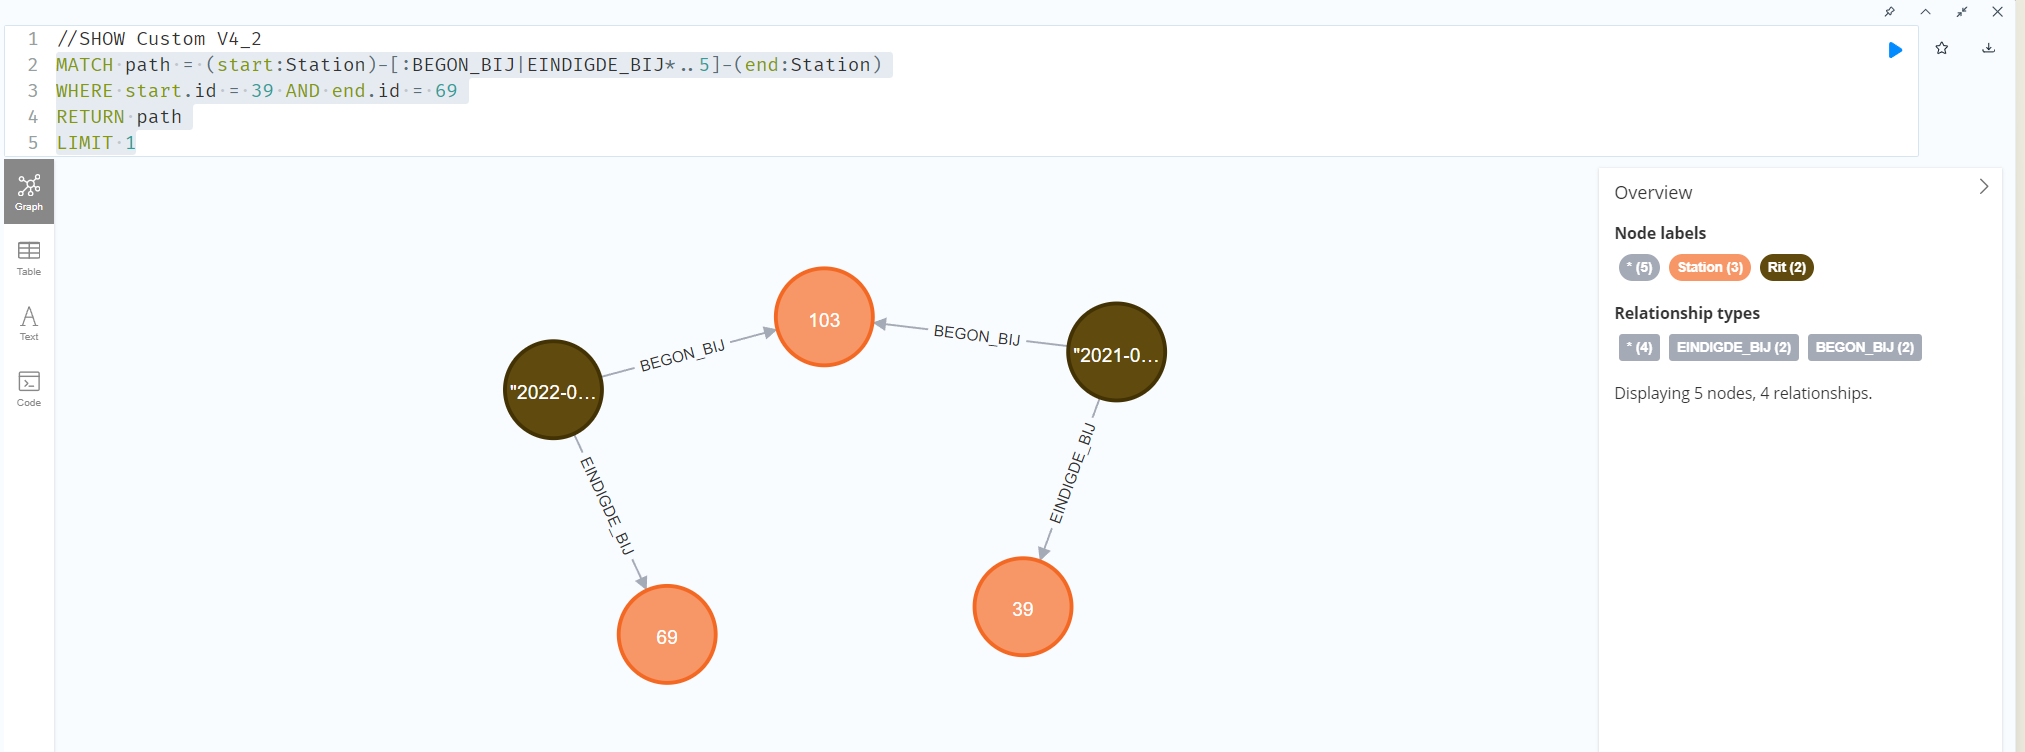 1 //SHOW Custom V4_2
2 MATCH path = (start:Station)-[:BEGON_BIJ|EINDIGDE_BIJ*..5]-(end:Station)
3 WHERE start.id = 39 AND end.id = 69
4 RETURN path
5 LIMIT 1
Graph
Table
Text
Code
103
"2022-0...
"2021-0...
69
39
BEGON_BIJ
BEGON_BIJ
EINDIGDE_BIJ
EINDIGDE_BIJ
Overview
Node labels
* (5) Station (3) Rit (2)
Relationship types
* (4) EINDIGDE_BIJ (2) BEGON_BIJ (2)
Displaying 5 nodes, 4 relationships.